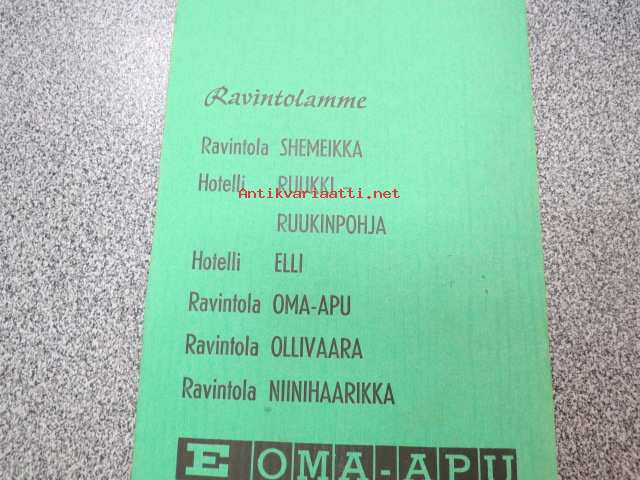 Ravintolamme
Ravintola SHEMEIKKA
Hotelli RUUKKI -
Antikvariaatti.net
RUUKINPOHJA
Hotelli ELLI
Ravintola OMA-APU
Ravintola OLLIVAARA
Ravintola NIINIHAARIKKA
E OMA-APU